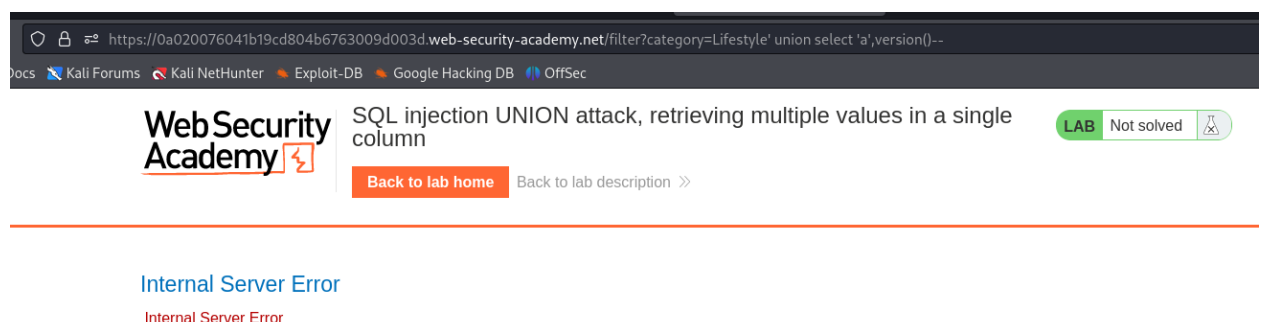 https://0a020076041b19cd804b6763009d003d.web-security-academy.net/filter?category=Lifestyle' union select 'a',version()--
Docs Kali Forums Kali NetHunter Exploit-DB Google Hacking DB OffSec
Web Security
Academy
SQL injection UNION attack, retrieving multiple values in a single
column
LAB Not solved
Back to lab home Back to lab description
Internal Server Error
Internal Server Error